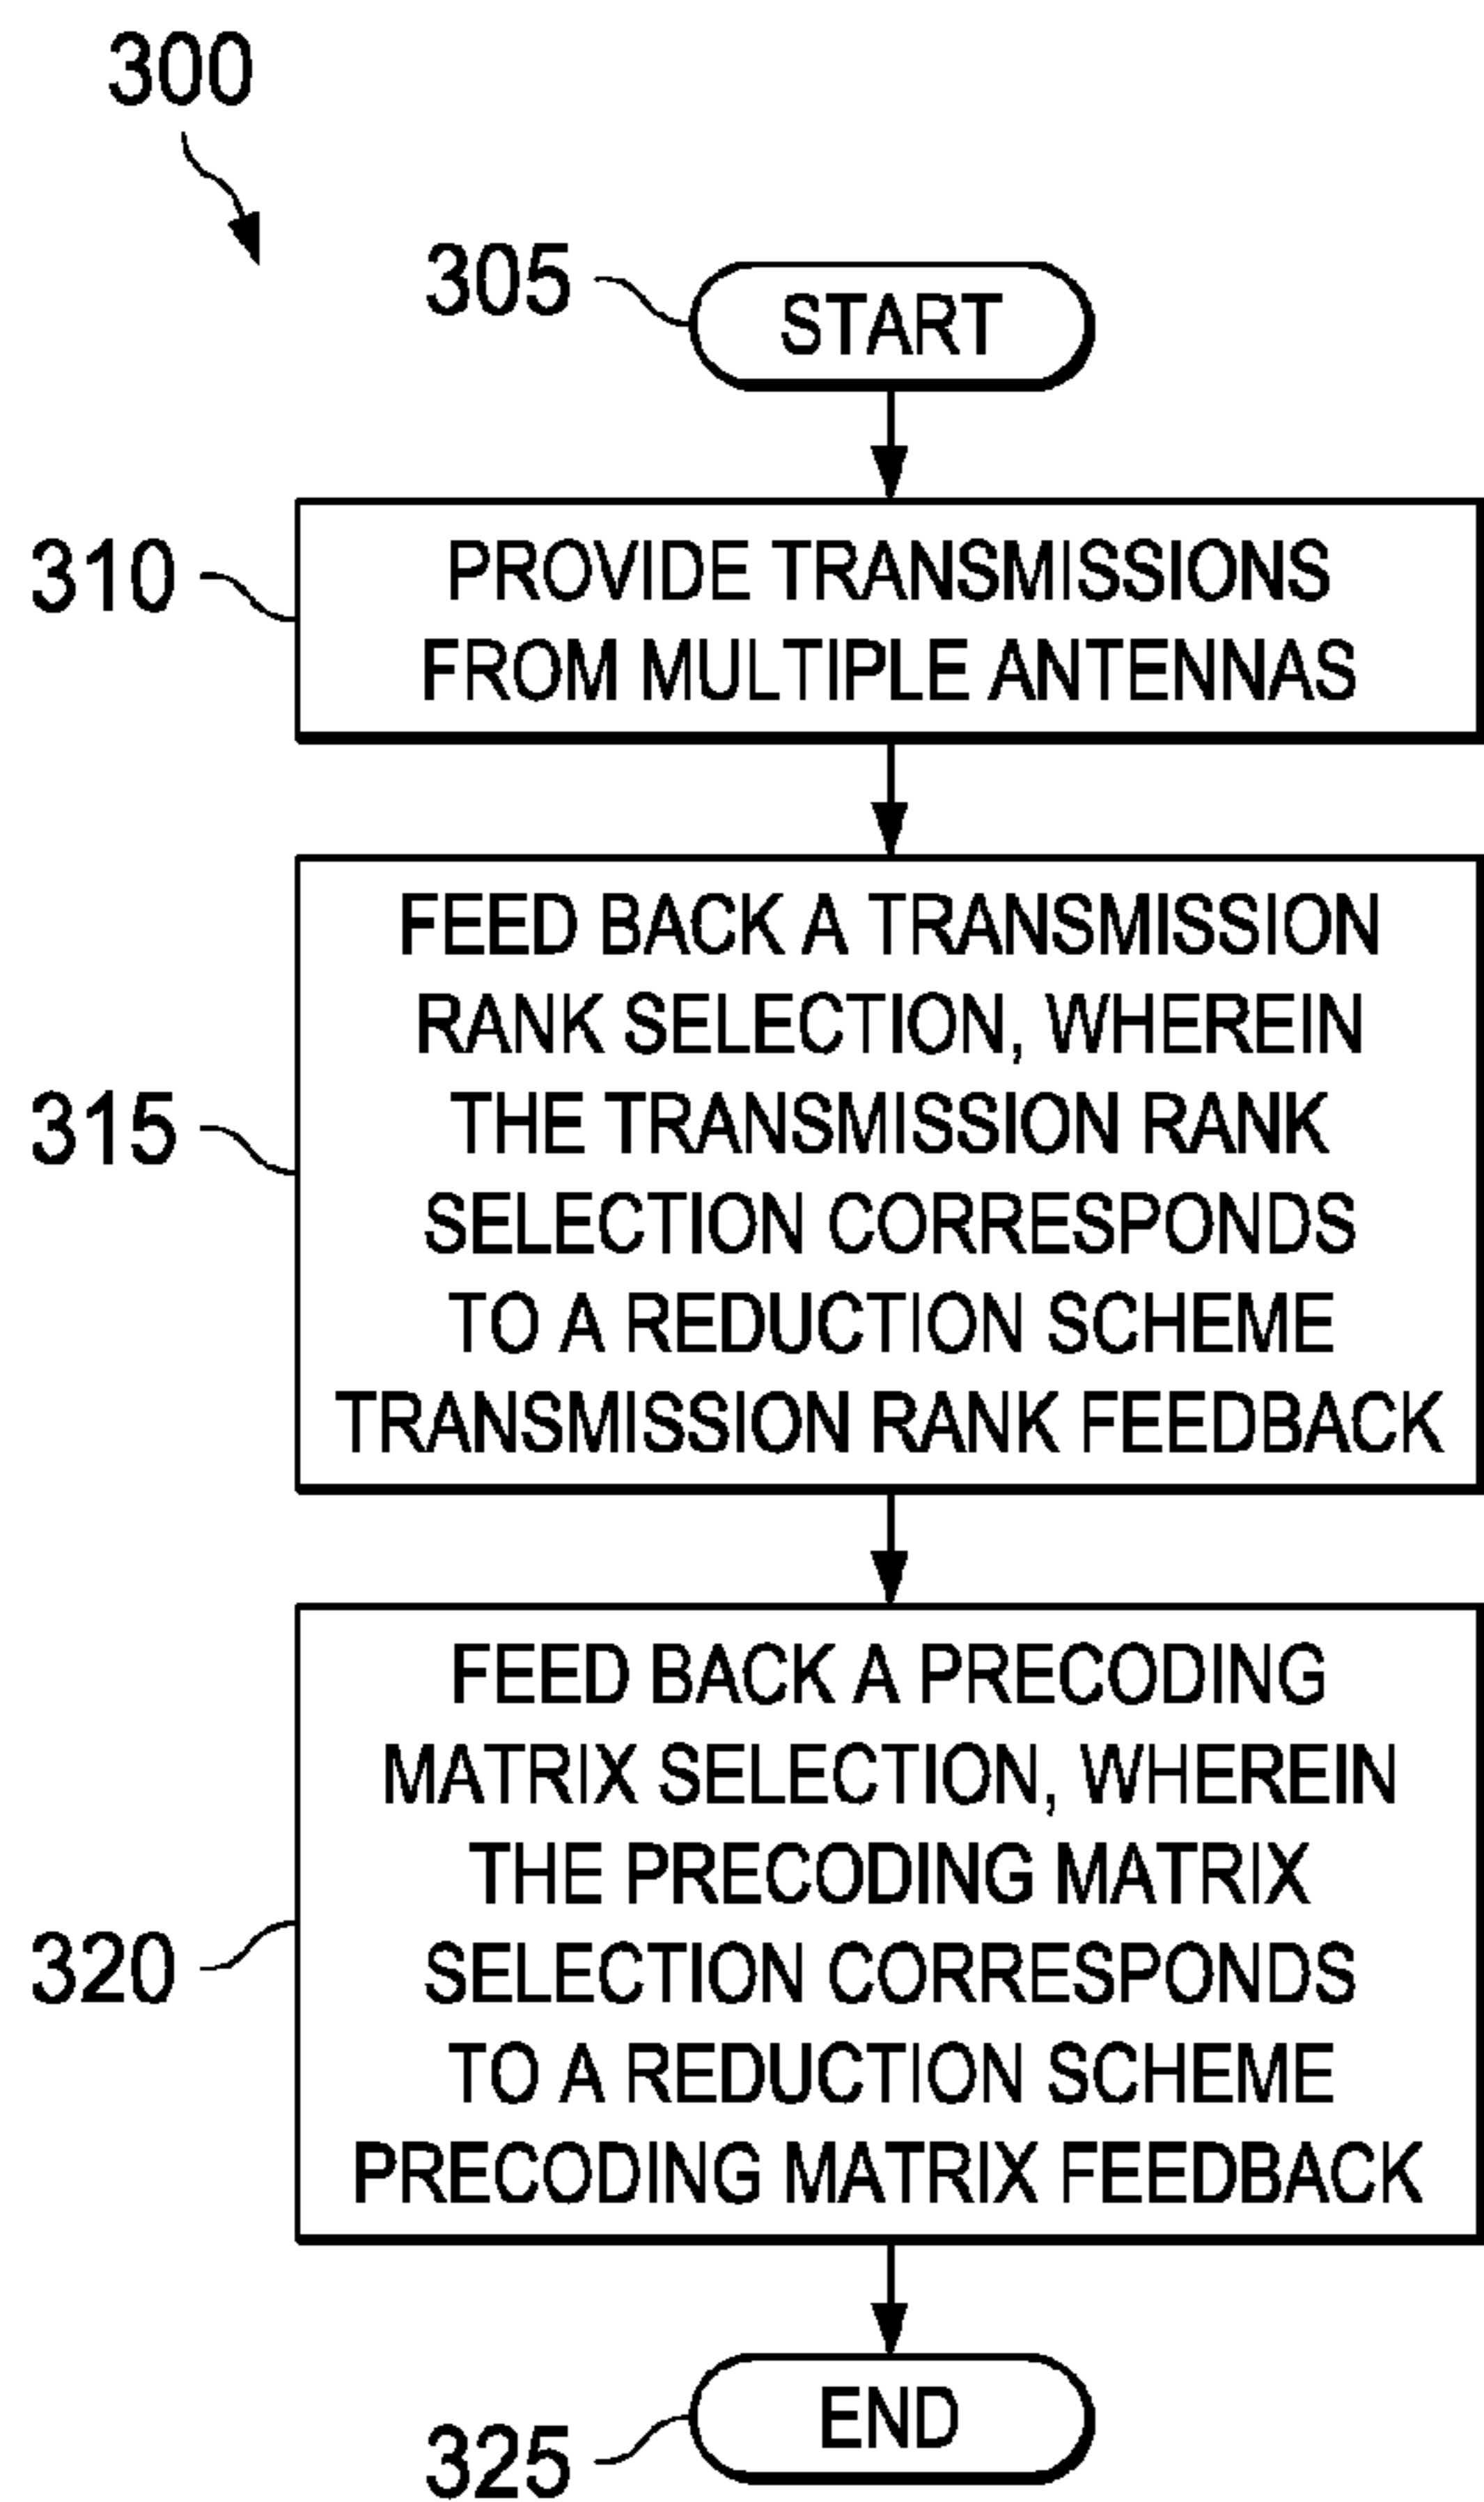 300
305
START
310
PROVIDE TRANSMISSIONS
FROM MULTIPLE ANTENNAS
FEED BACK A TRANSMISSION
RANK SELECTION, WHEREIN
315
THE TRANSMISSION RANK
SELECTION CORRESPONDS
TO A REDUCTION SCHEME
TRANSMISSION RANK FEEDBACK
FEED BACK A PRECODING
MATRIX SELECTION, WHEREIN
THE PRECODING MATRIX
320
SELECTION CORRESPONDS
TO A REDUCTION SCHEME
PRECODING MATRIX FEEDBACK
END
325